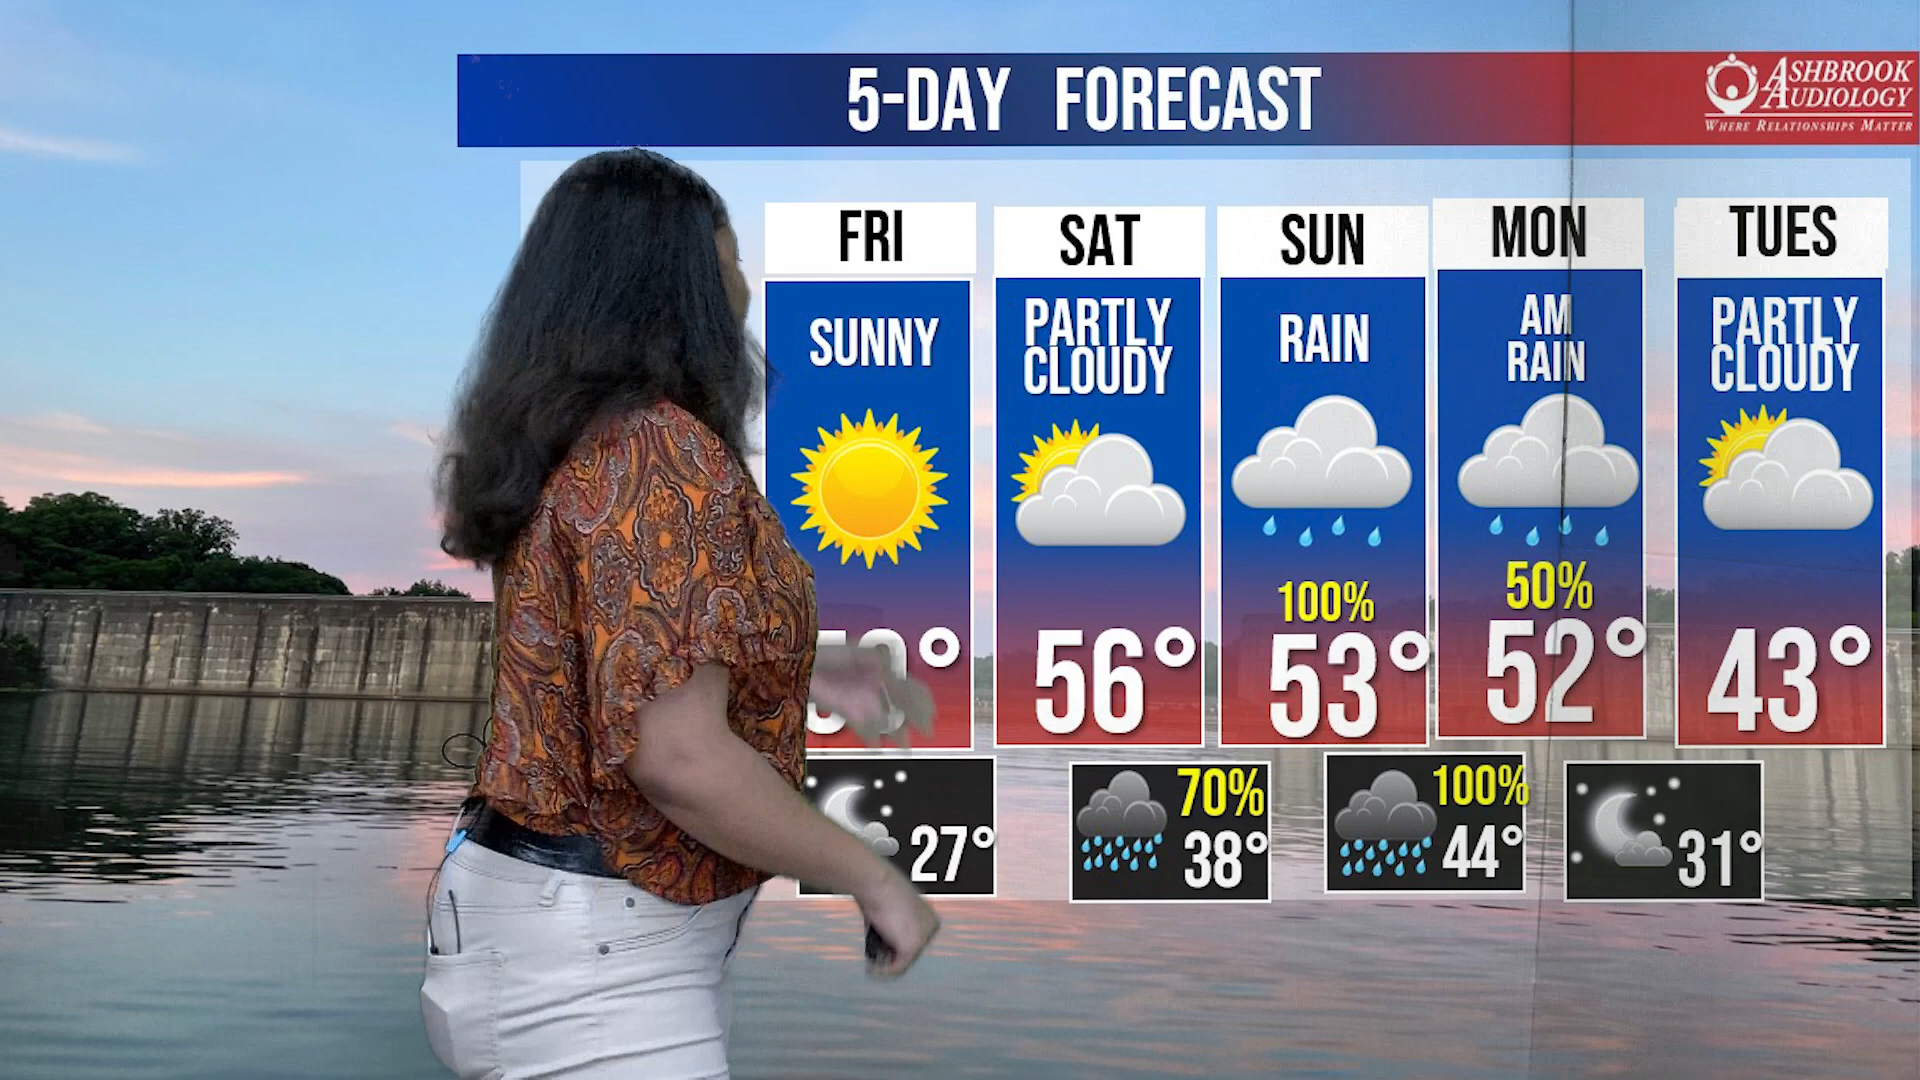 5-DAY FORECAST
ASHBROOK
AUDIOLOGY
WHERE RELATIONSHIPS MATTER
FRI
SAT
SUN
MON
TUES
SUNNY
PARTLY
CLOUDY
RAIN
AM
RAIN
PARTLY
CLOUDY
100%
50%
56°
53°
52°
43°
27°
70%
38°
100%
44°
31°